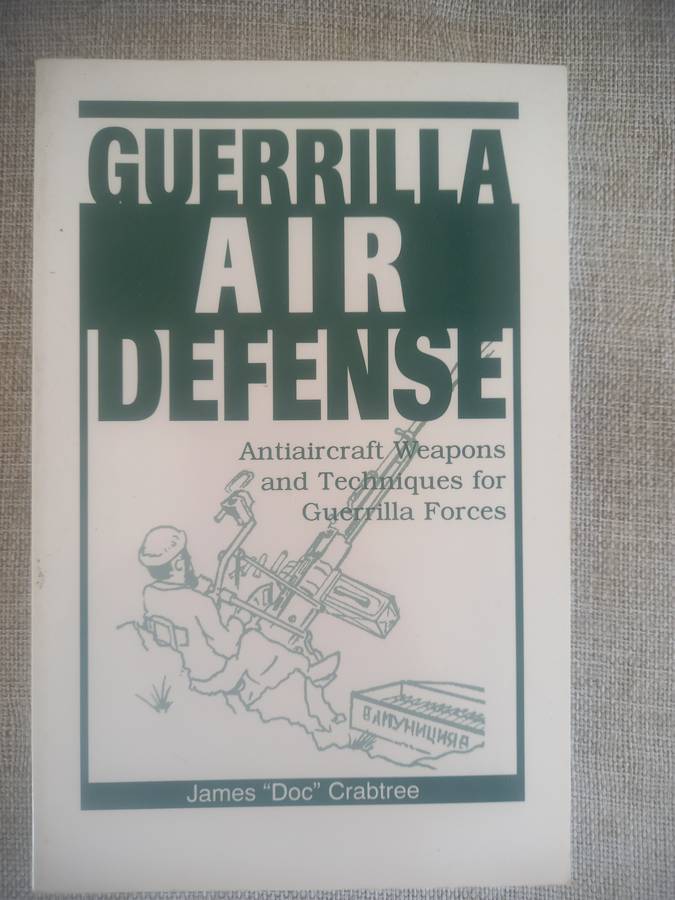 GUERRILLA
AIR
DEFENSE
Antiaircraft Weapons
and Techniques for
Guerrilla Forces
James “Doc” Crabtree